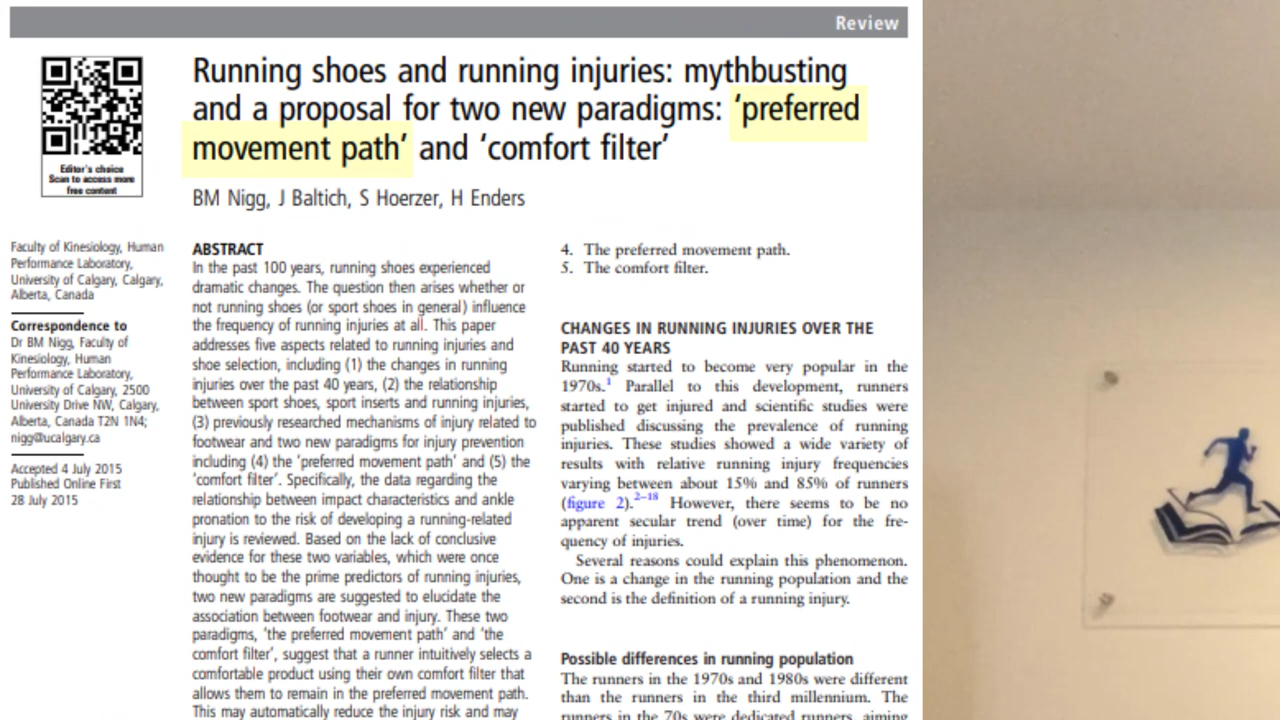 Review
Running shoes and running injuries: mythbusting
and a proposal for two new paradigms: ‘preferred
movement path’ and ‘comfort filter’
BM Nigg, J Baltich, S Hoerzer, H Enders
Editor's choice
Scan to access more
free content
Faculty of Kinesiology, Human
Performance Laboratory,
University of Calgary, Calgary,
Alberta, Canada
Correspondence to
Dr BM Nigg, Faculty of
Kinesiology, Human
Performance Laboratory,
University of Calgary, 2500
University Drive NW, Calgary,
Alberta, Canada T2N 1N4;
nigg@ucalgary.ca
Accepted 4 July 2015
Published Online First
28 July 2015
ABSTRACT
In the past 100 years, running shoes experienced
dramatic changes. The question then arises whether or
not running shoes (or sport shoes in general) influence
the frequency of running injuries at all. This paper
addresses five aspects related to running injuries and
shoe selection, including (1) the changes in running
injuries over the past 40 years, (2) the relationship
between sport shoes, sport inserts and running injuries,
(3) previously researched mechanisms of injury related to
footwear and two new paradigms for injury prevention
including (4) the ‘preferred movement path’ and (5) the
‘comfort filter’. Specifically, the data regarding the
relationship between impact characteristics and ankle
pronation to the risk of developing a running-related
injury is reviewed. Based on the lack of conclusive
evidence for these two variables, which were once
thought to be the prime predictors of running injuries,
two new paradigms are suggested to elucidate the
association between footwear and injury. These two
paradigms, ‘the preferred movement path’ and ‘the
comfort filter’, suggest that a runner intuitively selects a
comfortable product using their own comfort filter that
allows them to remain in the preferred movement path.
This may automatically reduce the injury risk and may
4. The preferred movement path.
5. The comfort filter.
CHANGES IN RUNNING INJURIES OVER THE
PAST 40 YEARS
Running started to become very popular in the
1970s.1 Parallel to this development, runners
started to get injured and scientific studies were
published discussing the prevalence of running
injuries. These studies showed a wide variety of
results with relative running injury frequencies
varying between about 15% and 85% of runners
(figure 2).2–18 However, there seems to be no
apparent secular trend (over time) for the fre-
quency of injuries.
Several reasons could explain this phenomenon.
One is a change in the running population and the
second is the definition of a running injury.
Possible differences in running population
The runners in the 1970s and 1980s were different
than the runners in the third millennium. The
runners in the 70s were dedicated runners, aiming